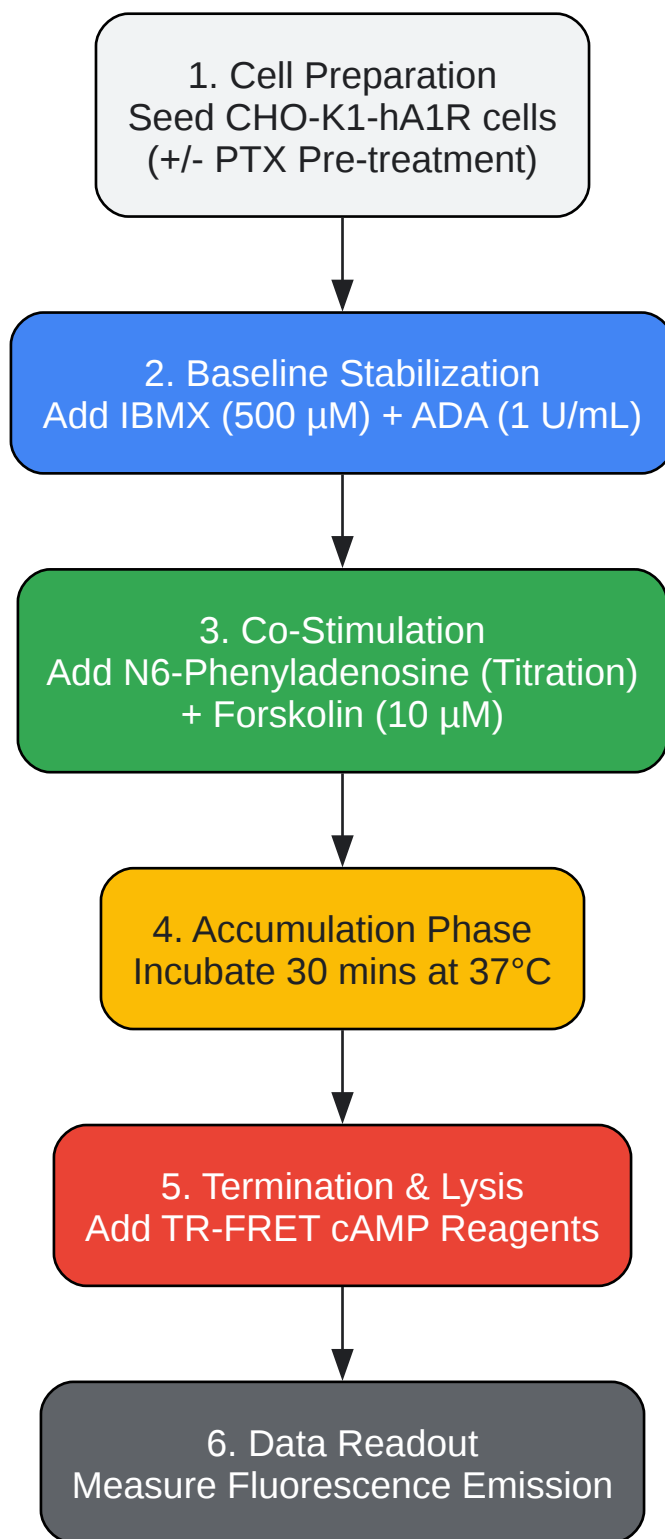 1. Cell Preparation
Seed CHO-K1-hA1R cells
(+/- PTX Pre-treatment)
2. Baseline Stabilization
Add IBMX (500 µM) + ADA (1 U/mL)
3. Co-Stimulation
Add N6-Phenyladenosine (Titration)
+ Forskolin (10 µM)
4. Accumulation Phase
Incubate 30 mins at 37°C
5. Termination & Lysis
Add TR-FRET cAMP Reagents
6. Data Readout
Measure Fluorescence Emission